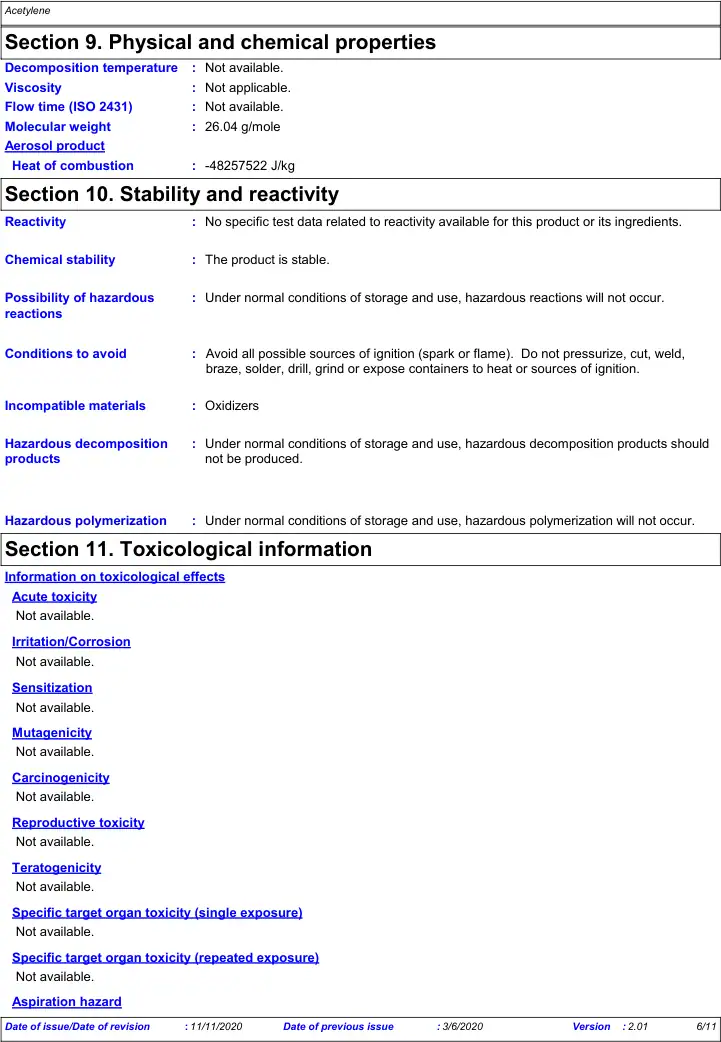 Acetylene
Section 9. Physical and chemical properties
Decomposition temperature : Not available.
Viscosity : Not applicable.
Flow time (ISO 2431) : Not available.
Molecular weight : 26.04 g/mole
Aerosol product
Heat of combustion : -48257522 J/kg
Section 10. Stability and reactivity
Reactivity : No specific test data related to reactivity available for this product or its ingredients.
Chemical stability : The product is stable.
Possibility of hazardous : Under normal conditions of storage and use, hazardous reactions will not occur.
reactions
Conditions to avoid : Avoid all possible sources of ignition (spark or flame).  Do not pressurize, cut, weld,
braze, solder, drill, grind or expose containers to heat or sources of ignition.
Incompatible materials : Oxidizers
Hazardous decomposition : Under normal conditions of storage and use, hazardous decomposition products should
products not be produced.
Hazardous polymerization : Under normal conditions of storage and use, hazardous polymerization will not occur.
Section 11. Toxicological information
Information on toxicological effects
Acute toxicity
Not available.
Irritation/Corrosion
Not available.
Sensitization
Not available.
Mutagenicity
Not available.
Carcinogenicity
Not available.
Reproductive toxicity
Not available.
Teratogenicity
Not available.
Specific target organ toxicity (single exposure)
Not available.
Specific target organ toxicity (repeated exposure)
Not available.
Aspiration hazard
Date of issue/Date of revision : 11/11/2020 Date of previous issue : 3/6/2020 Version : 2.01 6/11